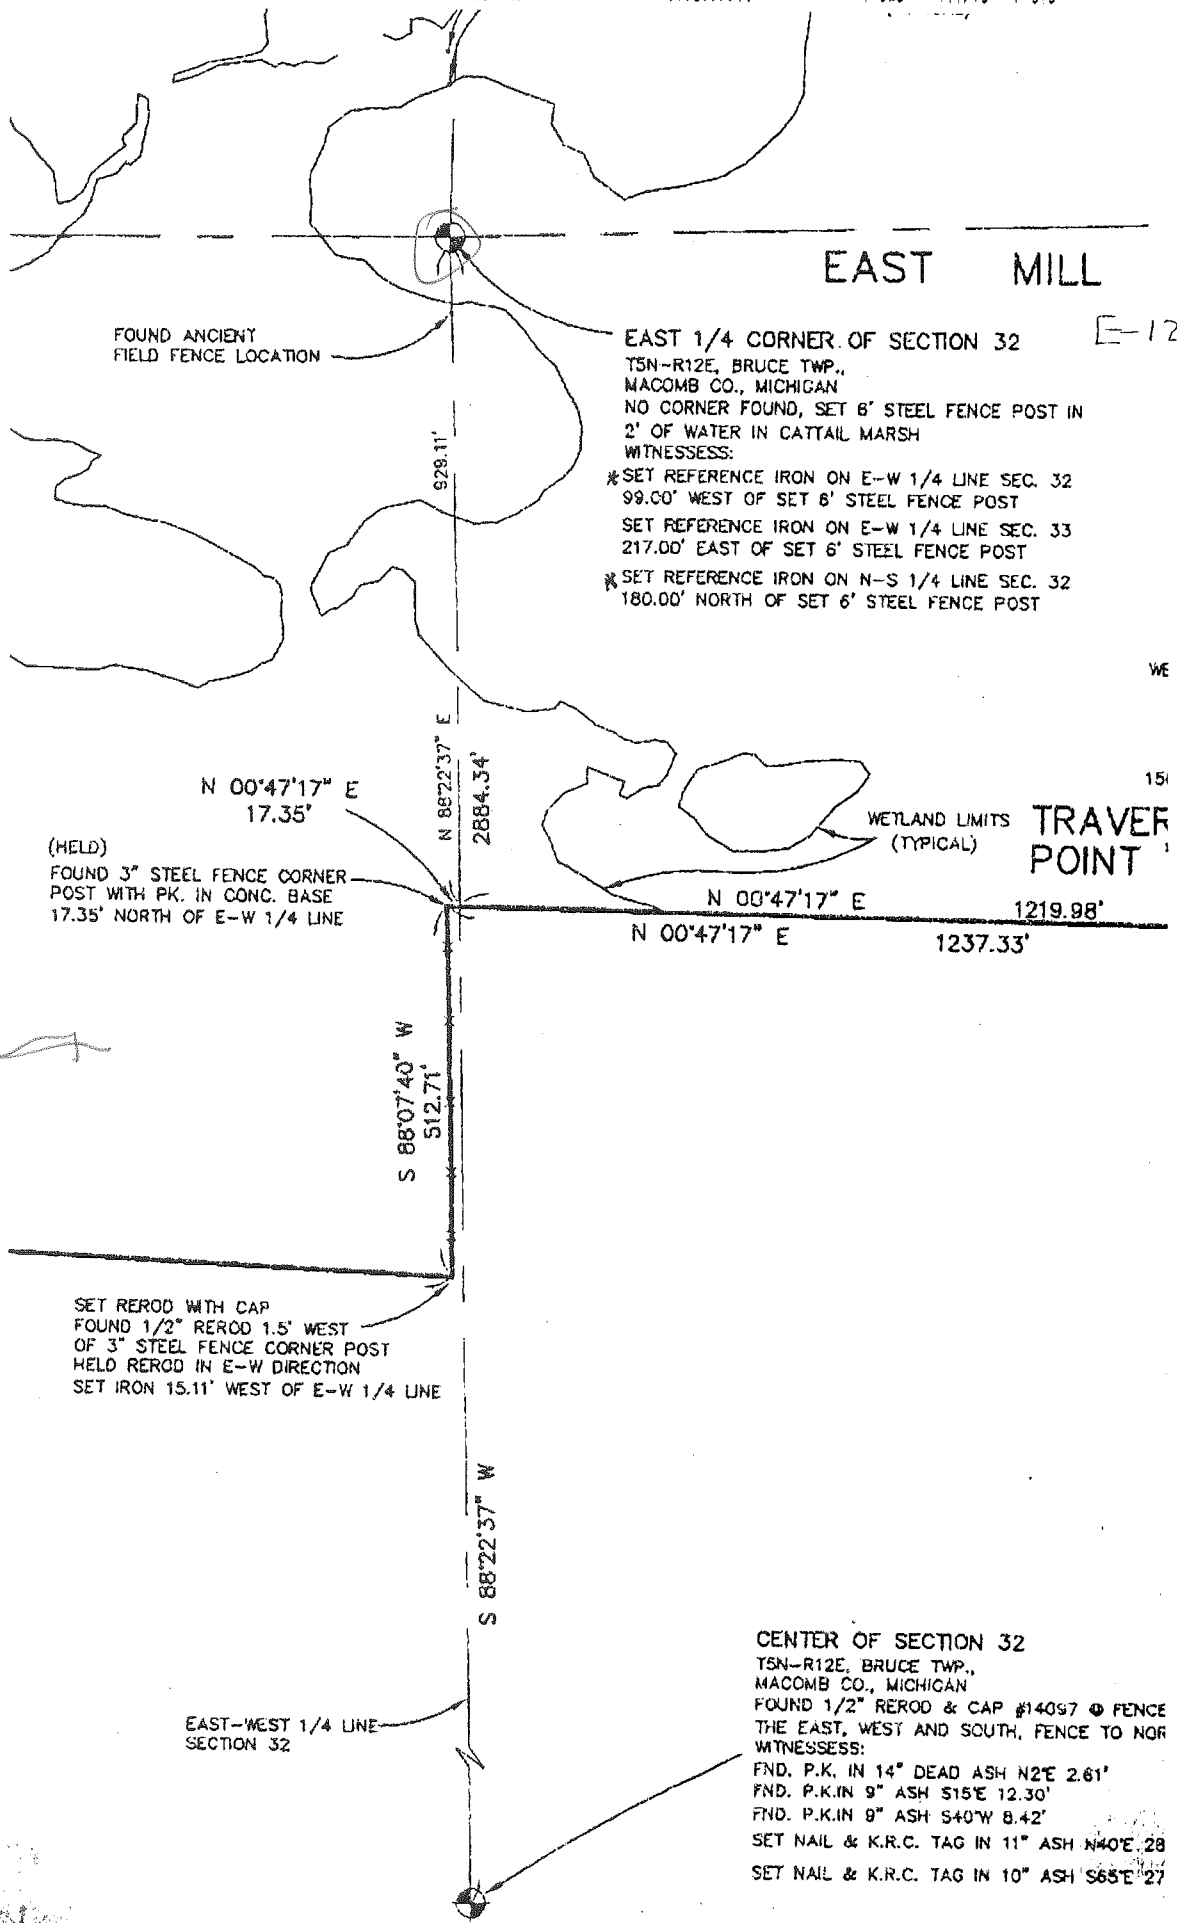 EAST MILL
E-12
FOUND ANCIENT
FIELD FENCE LOCATION
EAST 1/4 CORNER OF SECTION 32
T5N-R12E, BRUCE TWP.,
MACOMB CO., MICHIGAN
NO CORNER FOUND, SET 6' STEEL FENCE POST IN
2' OF WATER IN CATTAIL MARSH
WITNESSESS:
*SET REFERENCE IRON ON E-W 1/4 LINE SEC. 32
99.00' WEST OF SET 6' STEEL FENCE POST
SET REFERENCE IRON ON E-W 1/4 LINE SEC. 33
217.00' EAST OF SET 6' STEEL FENCE POST
*SET REFERENCE IRON ON N-S 1/4 LINE SEC. 32
180.00' NORTH OF SET 6' STEEL FENCE POST
929.11'
WE
N 88°22'37" E
2884.34'
N 00°47'17" E
17.35'
150
TRAVER
POINT
WETLAND LIMITS
(TYPICAL)
(HELD)
FOUND 3" STEEL FENCE CORNER
POST WITH PK. IN CONC. BASE
17.35' NORTH OF E-W 1/4 LINE
N 00°47'17" E
1219.98'
N 00°47'17" E
1237.33'
S 88°07'40" W
512.71'
SET REROD WITH CAP
FOUND 1/2" REROD 1.5' WEST
OF 3" STEEL FENCE CORNER POST
HELD REROD IN E-W DIRECTION
SET IRON 15.11' WEST OF E-W 1/4 LINE
S 88°22'37" W
EAST-WEST 1/4 LINE
SECTION 32
CENTER OF SECTION 32
T5N-R12E, BRUCE TWP.,
MACOMB CO., MICHIGAN
FOUND 1/2" REROD & CAP #14097 @ FENCE
THE EAST, WEST AND SOUTH, FENCE TO NOR
WITNESSESS:
FND. P.K. IN 14" DEAD ASH N2°E 2.61'
FND. P.K.IN 9" ASH S15°E 12.30'
FND. P.K.IN 9" ASH S40°W 8.42'
SET NAIL & K.R.C. TAG IN 11" ASH N40°E 28
SET NAIL & K.R.C. TAG IN 10" ASH S65°E 27